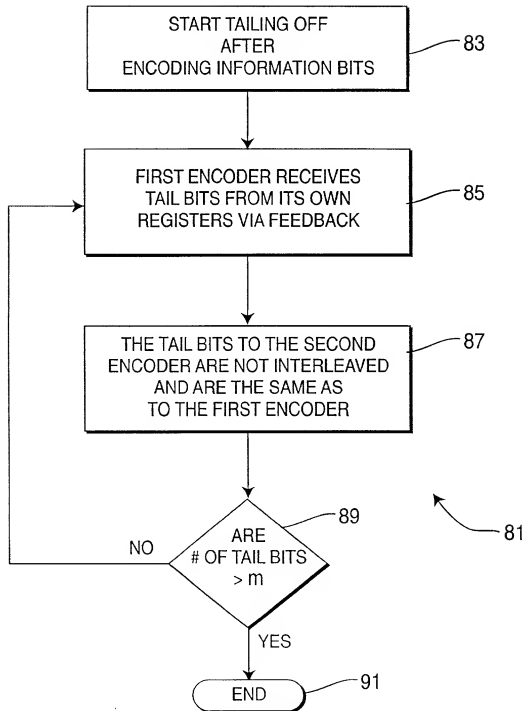 START TAILING OFF
AFTER
ENCODING INFORMATION BITS
83
FIRST ENCODER RECEIVES
TAIL BITS FROM ITS OWN
REGISTERS VIA FEEDBACK
85
THE TAIL BITS TO THE SECOND
ENCODER ARE NOT INTERLEAVED
AND ARE THE SAME AS
TO THE FIRST ENCODER
87
ARE
# OF TAIL BITS
> m
89
81
NO
YES
END
91